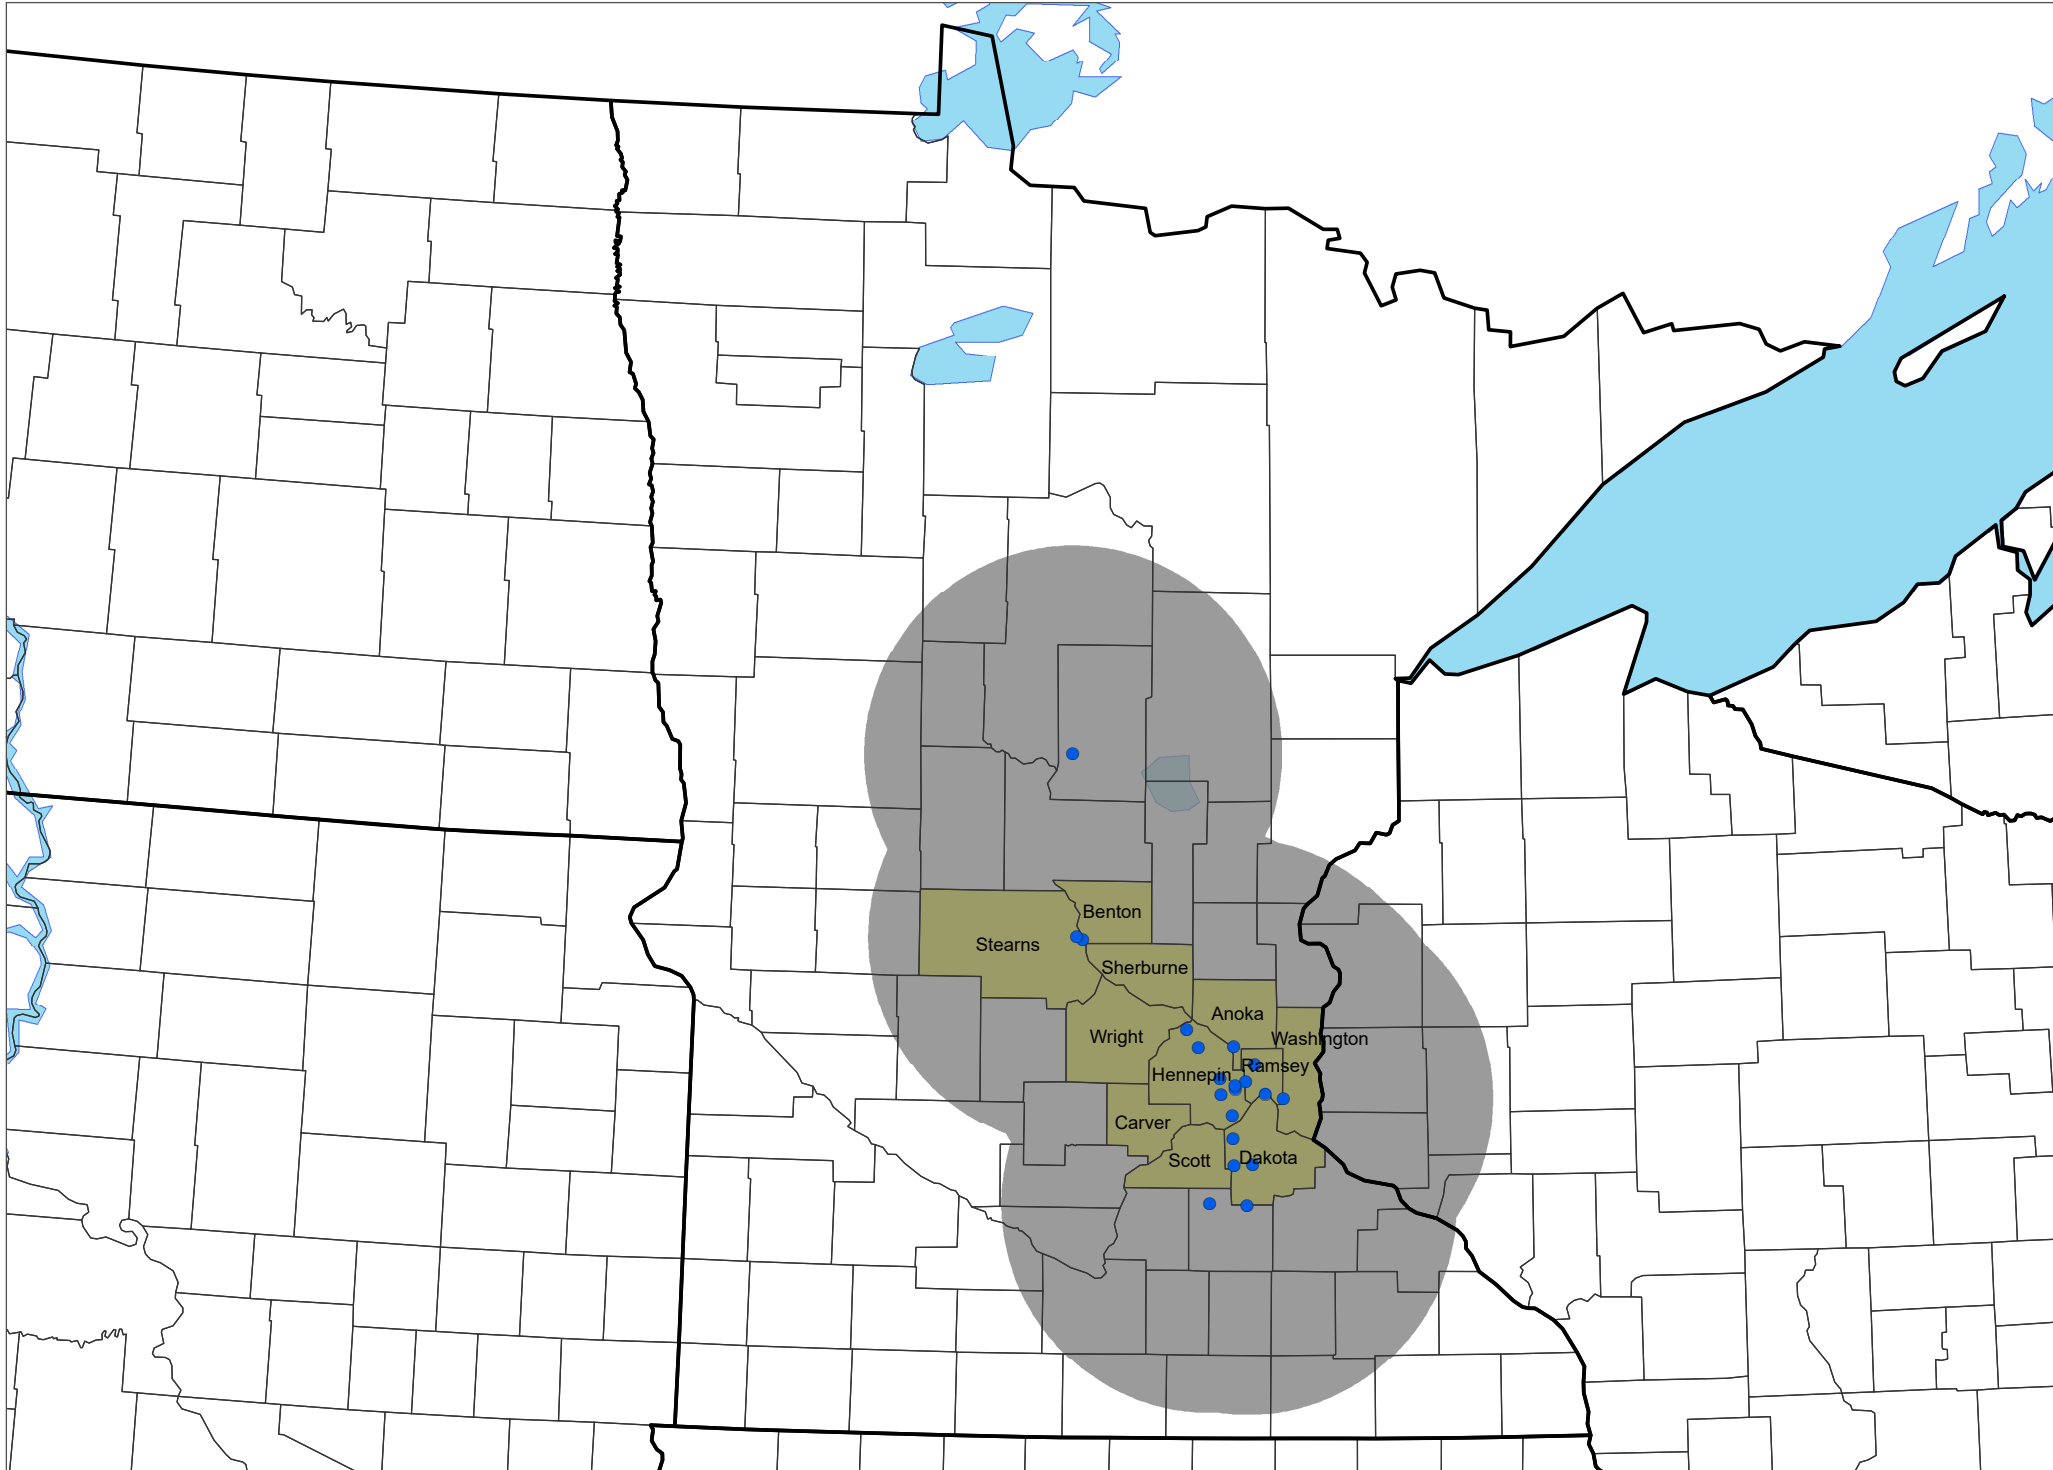 Benton
Stearns
Sherburne
Anoka
Wright
Washington
Ramsey
Hennepin
Carver
Scott
Dakota